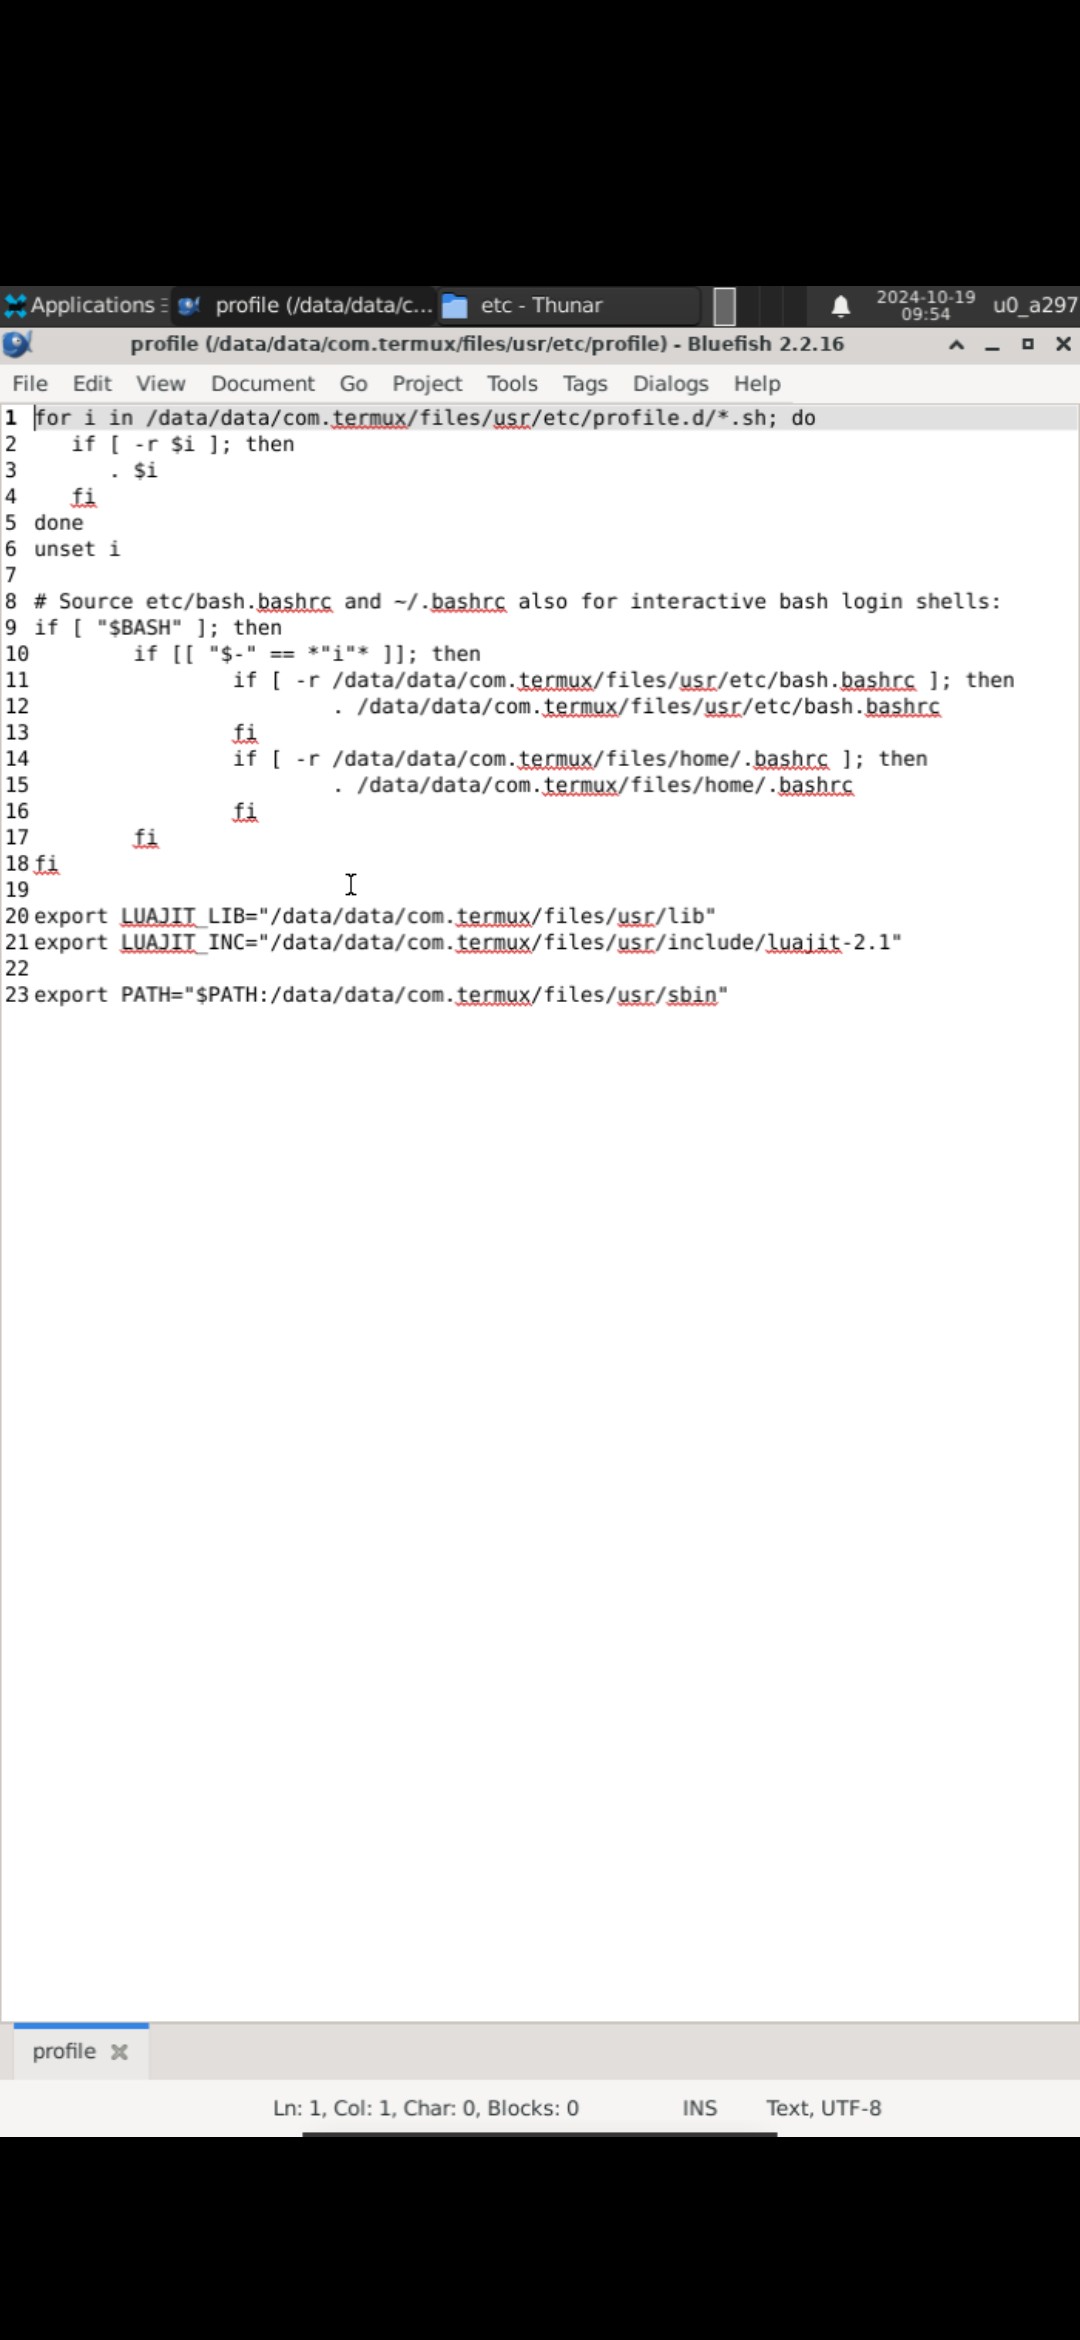 Applications
profile (/data/data/c...
etc - Thunar
2024-10-19
09:54
u0_a297
profile (/data/data/com.termux/files/usr/etc/profile) - Bluefish 2.2.16
File Edit View Document Go Project Tools Tags Dialogs Help
1 for i in /data/data/com.termux/files/usr/etc/profile.d/*.sh; do
2    if [ -r $i ]; then
3       . $i
4    fi
5 done
6 unset i
7
8 # Source etc/bash.bashrc and ~/.bashrc also for interactive bash login shells:
9 if [ "$BASH" ]; then
10         if [[ "$-" == *"i"* ]]; then
11                 if [ -r /data/data/com.termux/files/usr/etc/bash.bashrc ]; then
12                         . /data/data/com.termux/files/usr/etc/bash.bashrc
13                 fi
14                 if [ -r /data/data/com.termux/files/home/.bashrc ]; then
15                         . /data/data/com.termux/files/home/.bashrc
16                 fi
17         fi
18 fi
19
20 export LUAJIT_LIB="/data/data/com.termux/files/usr/lib"
21 export LUAJIT_INC="/data/data/com.termux/files/usr/include/luajit-2.1"
22
23 export PATH="$PATH:/data/data/com.termux/files/usr/sbin"
profile
Ln: 1, Col: 1, Char: 0, Blocks: 0 INS Text, UTF-8